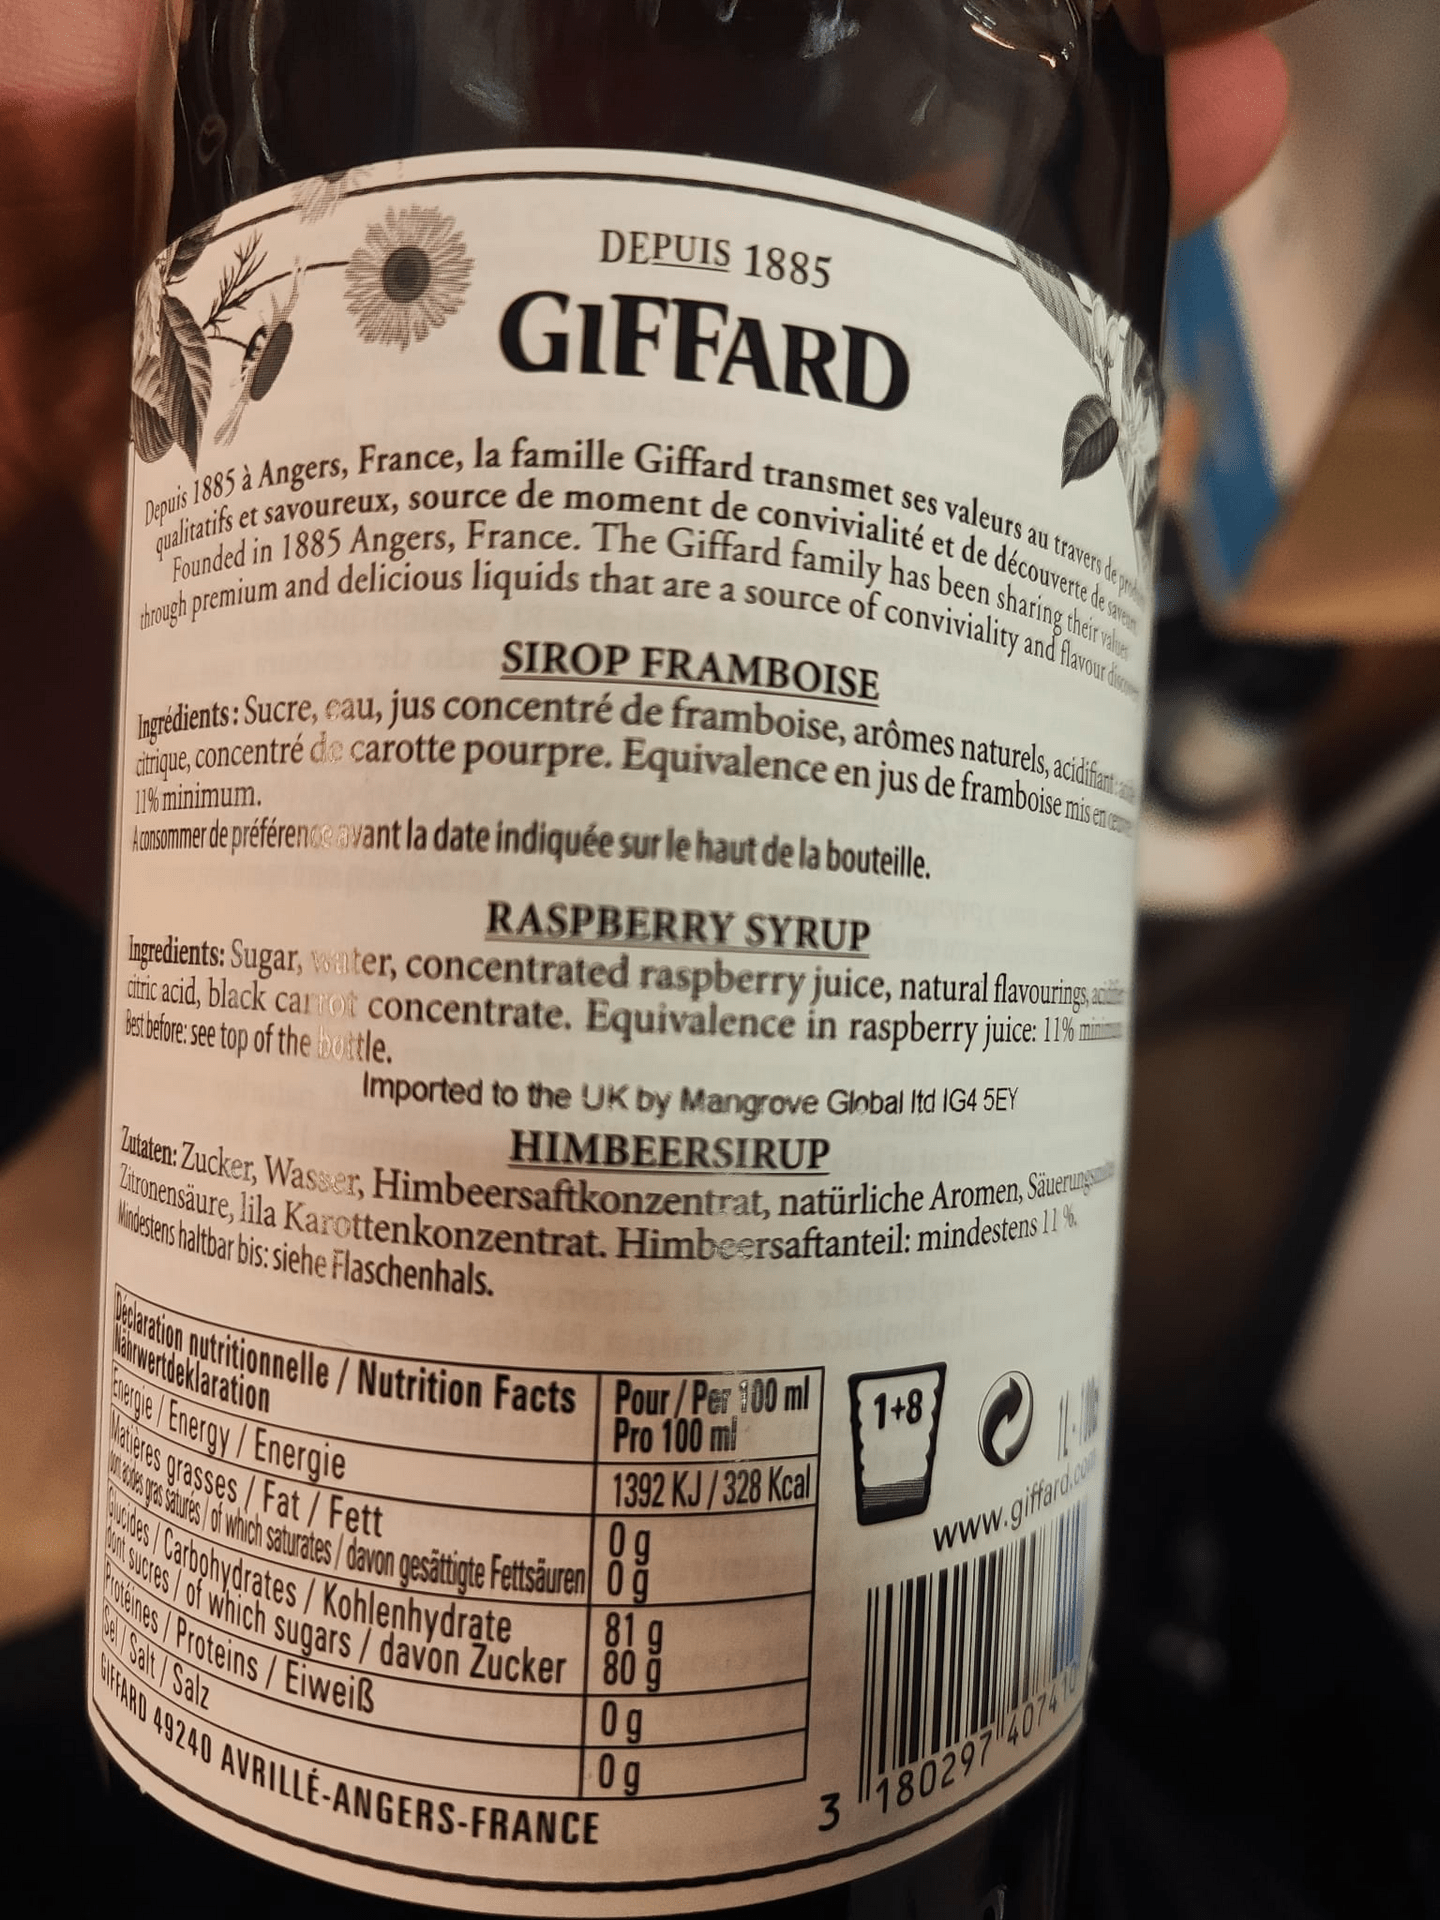 DEPUIS 1885
GIFFARD
Depuis 1885 à Angers, France, la famille Giffard transmet ses valeurs au travers de
qualitatifs et savoureux, source de moment de convivialité et de découverte de
Founded in 1885 Angers, France. The Giffard family has been sharing their values
through premium and delicious liquids that are a source of conviviality and flavour
SIROP FRAMBOISE
Ingrédients: Sucre, eau, jus concentré de framboise, arômes naturels, acidifiant:
citrique, concentré de carotte pourpre. Equivalence en jus de framboise mis en
11% minimum.
A consommer de préférence avant la date indiquée sur le haut de la bouteille.
RASPBERRY SYRUP
Ingredients: Sugar, water, concentrated raspberry juice, natural flavourings,
citric acid, black carrot concentrate. Equivalence in raspberry juice: 11%
Best before: see top of the bottle.
Imported to the UK by Mangrove Global ltd IG4 5EY
HIMBEERSIRUP
Zutaten: Zucker, Wasser, Himbeersaftkonzentrat, natürliche Aromen,
Zitronensäure, lila Karottenkonzentrat. Himbeersaftanteil: mindestens 11 %.
Mindestens haltbar bis: siehe Flaschenhals.
Déclaration nutritionnelle / Nutrition Facts Pour / Per 100 ml
Nährwertdeklaration Pro 100 ml
Energie / Energy / Energie 1392 KJ / 328 Kcal
Matières grasses / Fat / Fett 0 g
dont acides gras saturés / of which saturates / davon gesättigte Fettsäuren 0 g
Glucides / Carbohydrates / Kohlenhydrate 81 g
dont sucres / of which sugars / davon Zucker 80 g
Protéines / Proteins / Eiweiß 0 g
Sel / Salt / Salz 0 g
GIFFARD 49240 AVRILLÉ-ANGERS-FRANCE
1+8
www.giffard.com
3 180297 407410